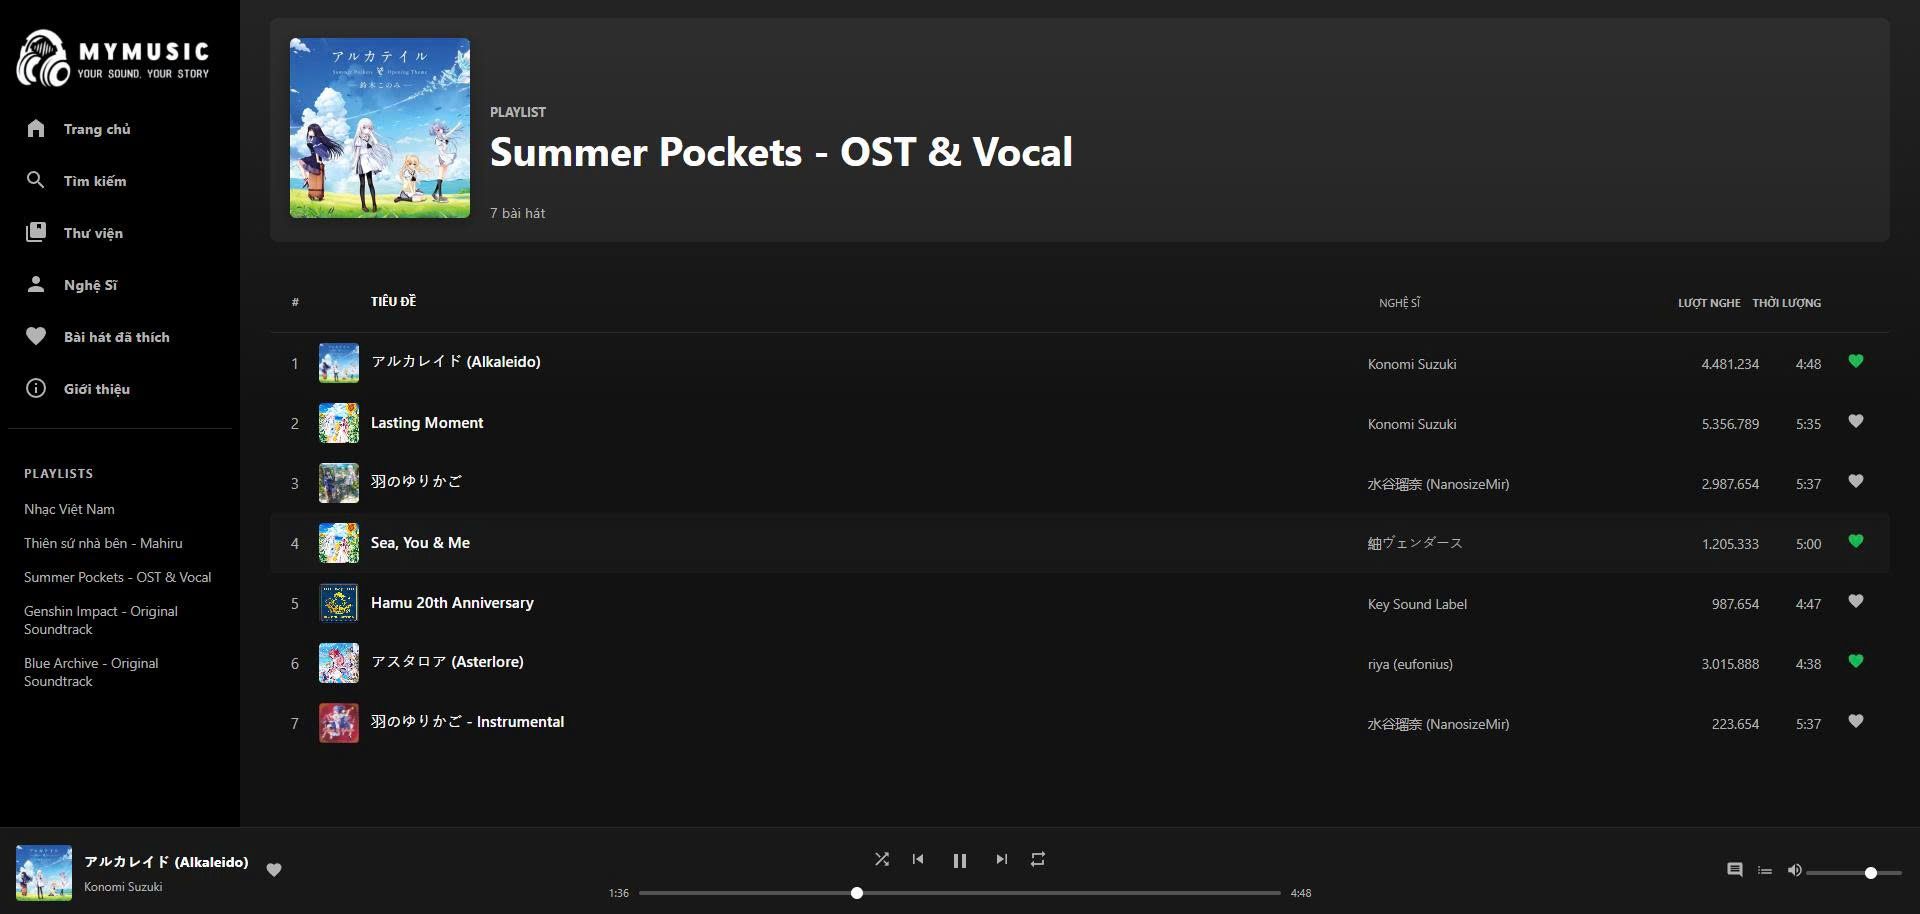 MYMUSIC
YOUR SOUND, YOUR STORY
Trang chủ
Tìm kiếm
Thư viện
Nghệ Sĩ
Bài hát đã thích
Giới thiệu
PLAYLISTS
Nhạc Việt Nam
Thiên sứ nhà bên - Mahiru
Summer Pockets - OST & Vocal
Genshin Impact - Original
Soundtrack
Blue Archive - Original
Soundtrack
アルカテイル
Summer Pockets Opening Theme
鈴木このみ
PLAYLIST
Summer Pockets - OST & Vocal
7 bài hát
# TIÊU ĐỀ NGHỆ SĨ LƯỢT NGHE THỜI LƯỢNG
1 アルカレイド (Alkaleido) Konomi Suzuki 4.481.234 4:48
2 Lasting Moment Konomi Suzuki 5.356.789 5:35
3 羽のゆりかご 水谷瑠奈 (NanosizeMir) 2.987.654 5:37
4 Sea, You & Me 紬ヴェンダース 1.205.333 5:00
5 Hamu 20th Anniversary Key Sound Label 987.654 4:47
6 アスタロア (Asterlore) riya (eufonius) 3.015.888 4:38
7 羽のゆりかご - Instrumental 水谷瑠奈 (NanosizeMir) 223.654 5:37
アルカレイド (Alkaleido)
Konomi Suzuki
1:36 4:48